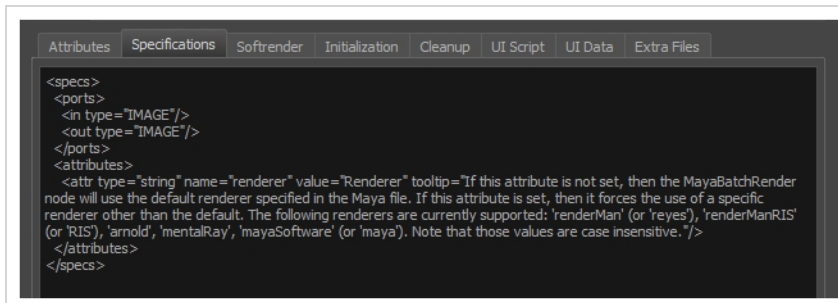 Attributes Specifications Softrender Initialization Cleanup UI Script UI Data Extra Files
<specs>
<ports>
<in type="IMAGE"/>
<out type="IMAGE"/>
</ports>
<attributes>
<attr type="string" name="renderer" value="Renderer" tooltip="If this attribute is not set, then the MayaBatchRender
node will use the default renderer specified in the Maya file. If this attribute is set, then it forces the use of a specific
renderer other than the default. The following renderers are currently supported: 'renderMan' (or 'reyes'), 'renderManRIS'
(or 'RIS'), 'arnold', 'mentalRay', 'mayaSoftware' (or 'maya'). Note that those values are case insensitive."/>
</attributes>
</specs>